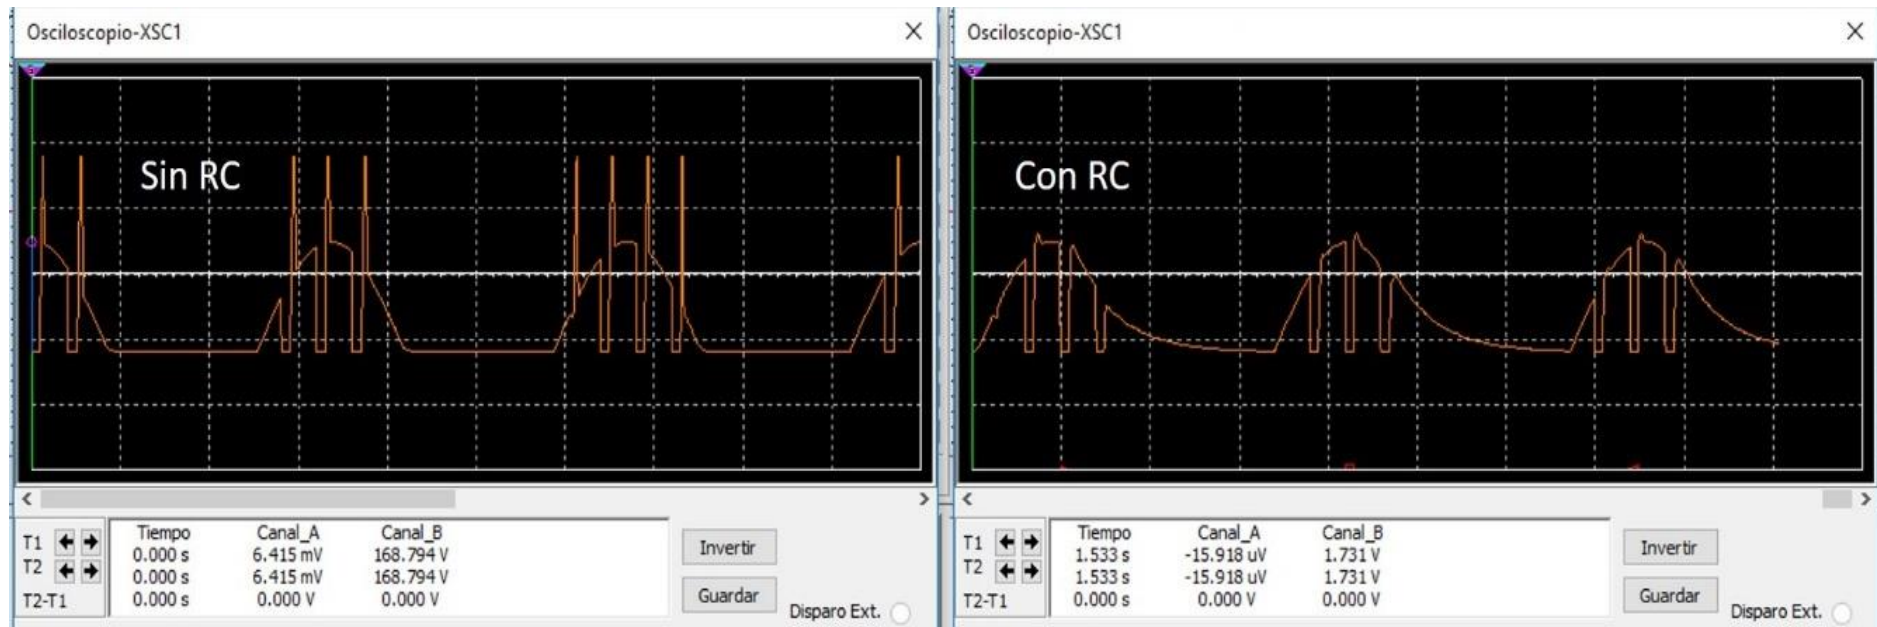 Osciloscopio-XSC1
Sin RC
Tiempo Canal_A Canal_B
T1 0.000 s 6.415 mV 168.794 V
T2 0.000 s 6.415 mV 168.794 V
T2-T1 0.000 s 0.000 V 0.000 V
Invertir
Guardar
Disparo Ext.
Osciloscopio-XSC1
Con RC
Tiempo Canal_A Canal_B
T1 1.533 s -15.918 uV 1.731 V
T2 1.533 s -15.918 uV 1.731 V
T2-T1 0.000 s 0.000 V 0.000 V
Invertir
Guardar
Disparo Ext.